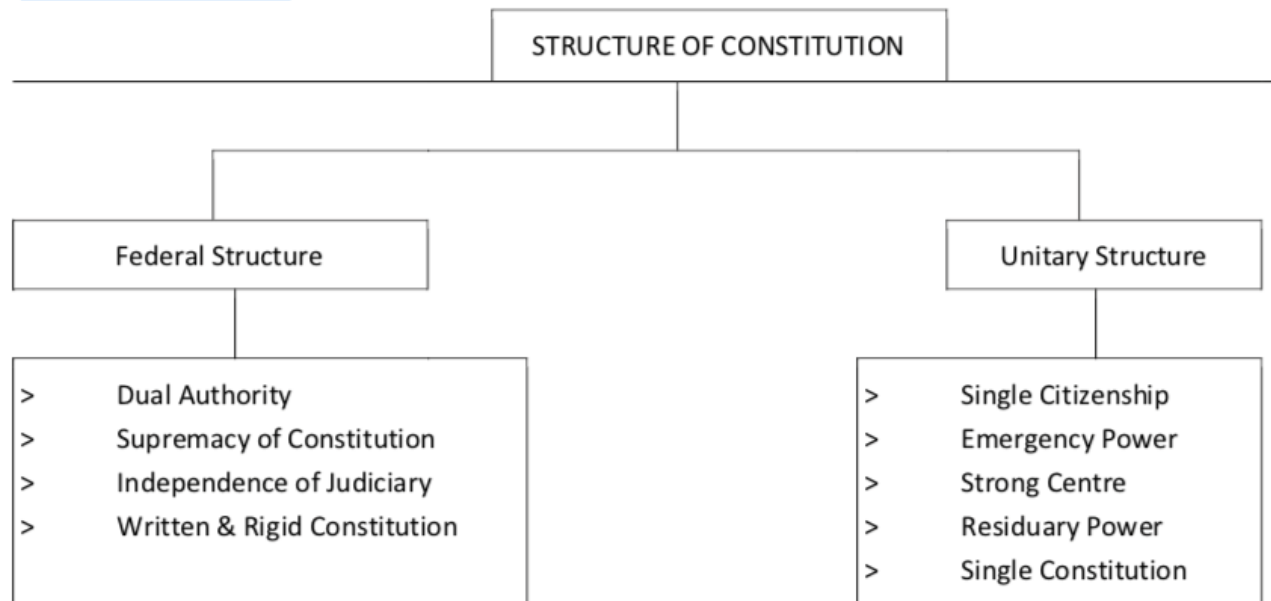 STRUCTURE OF CONSTITUTION
Federal Structure
Unitary Structure
> Dual Authority
> Supremacy of Constitution
> Independence of Judiciary
> Written & Rigid Constitution
> Single Citizenship
> Emergency Power
> Strong Centre
> Residuary Power
> Single Constitution